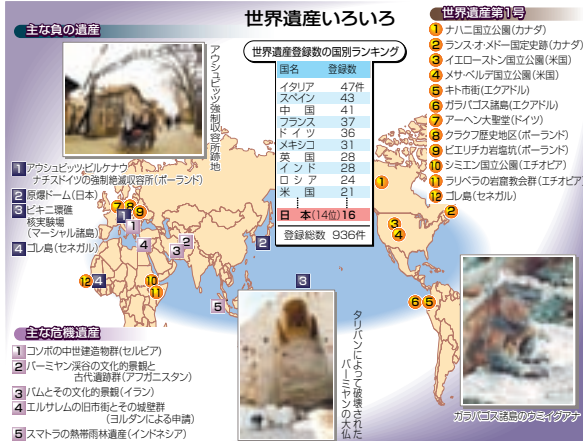 世界遺産いろいろ
主な負の遺産
アウシュビッツ強制収容所跡地
1 アウシュビッツ・ビルケナウ
ナチスドイツの強制絶滅収容所(ポーランド)
2 原爆ドーム(日本)
3 ビキニ環礁
核実験場
(マーシャル諸島)
4 ゴレ島(セネガル)
世界遺産登録数の国別ランキング
国名 登録数
イタリア 47件
スペイン 43
中国 41
フランス 37
ドイツ 36
メキシコ 31
英国 28
インド 28
ロシア 24
米国 21
日本(14位)16
登録総数 936件
世界遺産第1号
1 ナハニ国立公園(カナダ)
2 ランス・オ・メドー国定史跡(カナダ)
3 イエローストン国立公園(米国)
4 メサ・ベルデ国立公園(米国)
5 キト市街(エクアドル)
6 ガラパゴス諸島(エクアドル)
7 アーヘン大聖堂(ドイツ)
8 クラクフ歴史地区(ポーランド)
9 ビエリチカ岩塩坑(ポーランド)
10 シミエン国立公園(エチオピア)
11 ラリベラの岩窟教会群(エチオピア)
12 ゴレ島(セネガル)
7 8 9
1
1
4
3
2
2
12 4
10
11
5
3
1
2
3
4
6 5
主な危機遺産
1 コソボの中世建造物群(セルビア)
2 バーミヤン渓谷の文化的景観と
古代遺跡群(アフガニスタン)
3 バムとその文化的景観(イラン)
4 エルサレムの旧市街とその城壁群
(ヨルダンによる申請)
5 スマトラの熱帯雨林遺産(インドネシア)
タリバンによって破壊された
バーミヤンの大仏
ガラパゴス諸島のウミイグアナ